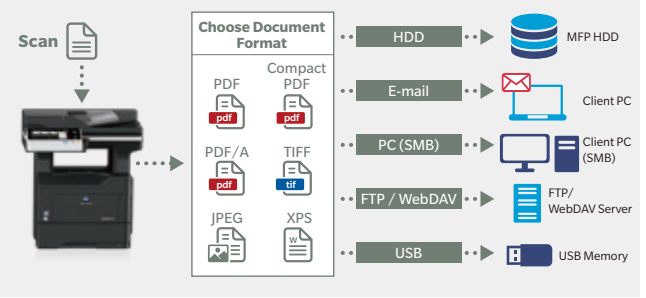 Scan
Choose Document
Format
PDF
pdf
Compact
PDF
pdf
PDF/A
pdf
TIFF
tif
JPEG
XPS
W
HDD
MFP HDD
E-mail
Client PC
PC (SMB)
Client PC
(SMB)
FTP / WebDAV
FTP/
WebDAV Server
USB
USB Memory